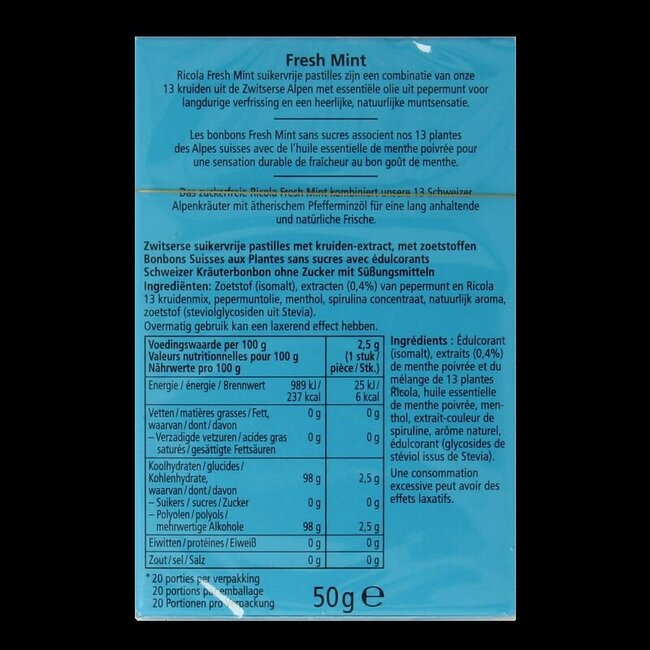 Fresh Mint
Ricola Fresh Mint suikervrije pastilles zijn een combinatie van onze
13 kruiden uit de Zwitserse Alpen met essentiële olie uit pepermunt voor
langdurige verfrissing en een heerlijke, natuurlijke muntsensatie.
Les bonbons Fresh Mint sans sucres associent nos 13 plantes
des Alpes suisses avec de l'huile essentielle de menthe poivrée pour
une sensation durable de fraîcheur au bon goût de menthe.
Das zuckerfreie Ricola Fresh Mint kombiniert unsere 13 Schweizer
Alpenkräuter mit ätherischem Pfefferminzöl für eine lang anhaltende
und natürliche Frische.
Zwitserse suikervrije pastilles met kruiden-extract, met zoetstoffen
Bonbons Suisses aux Plantes sans sucres avec édulcorants
Schweizer Kräuterbonbon ohne Zucker mit Süßungsmitteln
Ingrediënten: Zoetstof (isomalt), extracten (0,4%) van pepermunt en Ricola
13 kruidenmix, pepermuntolie, menthol, spirulina concentraat, natuurlijk aroma,
zoetstof (steviolglycosiden uit Stevia).
Overmatig gebruik kan een laxerend effect hebben.
Voedingswaarde per 100 g 2,5 g
Valeurs nutritionnelles pour 100 g (1 stuk/
Nährwerte pro 100 g pièce/Stk.)
Energie / énergie / Brennwert 989 kJ/ 25 kJ/
237 kcal 6 kcal
Vetten/matières grasses/Fett, 0 g 0 g
waarvan/dont/davon
– Verzadigde vetzuren/acides gras 0 g 0 g
saturés/gesättigte Fettsäuren
Koolhydraten/glucides/
Kohlenhydrate, 98 g 2,5 g
waarvan/dont/davon
– Suikers/sucres/Zucker 0 g 0 g
– Polyolen/polyols/
mehrwertige Alkohole 98 g 2,5 g
Eiwitten/protéines/Eiweiß 0 g 0 g
Zout/sel/Salz 0 g 0 g
* 20 porties per verpakking
20 portions par emballage
20 Portionen pro Verpackung
50 g ℮
Ingrédients : Édulcorant
(isomalt), extraits (0,4%)
de menthe poivrée et du
mélange de 13 plantes
Ricola, huile essentielle
de menthe poivrée, men-
thol, extrait-couleur de
spiruline, arôme naturel,
édulcorant (glycosides de
stéviol issus de Stevia).
Une consommation
excessive peut avoir des
effets laxatifs.